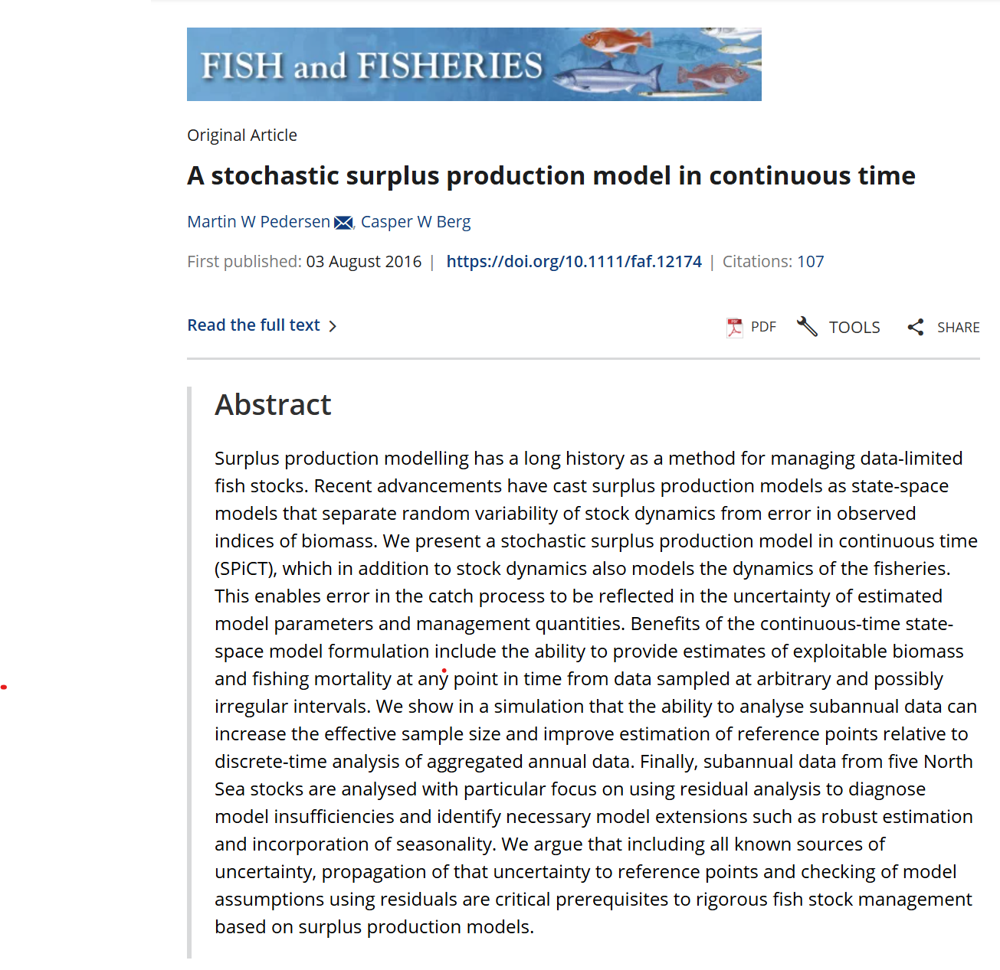 FISH and FISHERIES
Original Article
A stochastic surplus production model in continuous time
Martin W Pedersen, Casper W Berg
First published: 03 August 2016 | https://doi.org/10.1111/faf.12174 | Citations: 107
Read the full text
PDF TOOLS SHARE
Abstract
Surplus production modelling has a long history as a method for managing data-limited
fish stocks. Recent advancements have cast surplus production models as state-space
models that separate random variability of stock dynamics from error in observed
indices of biomass. We present a stochastic surplus production model in continuous time
(SPiCT), which in addition to stock dynamics also models the dynamics of the fisheries.
This enables error in the catch process to be reflected in the uncertainty of estimated
model parameters and management quantities. Benefits of the continuous-time state-
space model formulation include the ability to provide estimates of exploitable biomass
and fishing mortality at any point in time from data sampled at arbitrary and possibly
irregular intervals. We show in a simulation that the ability to analyse subannual data can
increase the effective sample size and improve estimation of reference points relative to
discrete-time analysis of aggregated annual data. Finally, subannual data from five North
Sea stocks are analysed with particular focus on using residual analysis to diagnose
model insufficiencies and identify necessary model extensions such as robust estimation
and incorporation of seasonality. We argue that including all known sources of
uncertainty, propagation of that uncertainty to reference points and checking of model
assumptions using residuals are critical prerequisites to rigorous fish stock management
based on surplus production models.